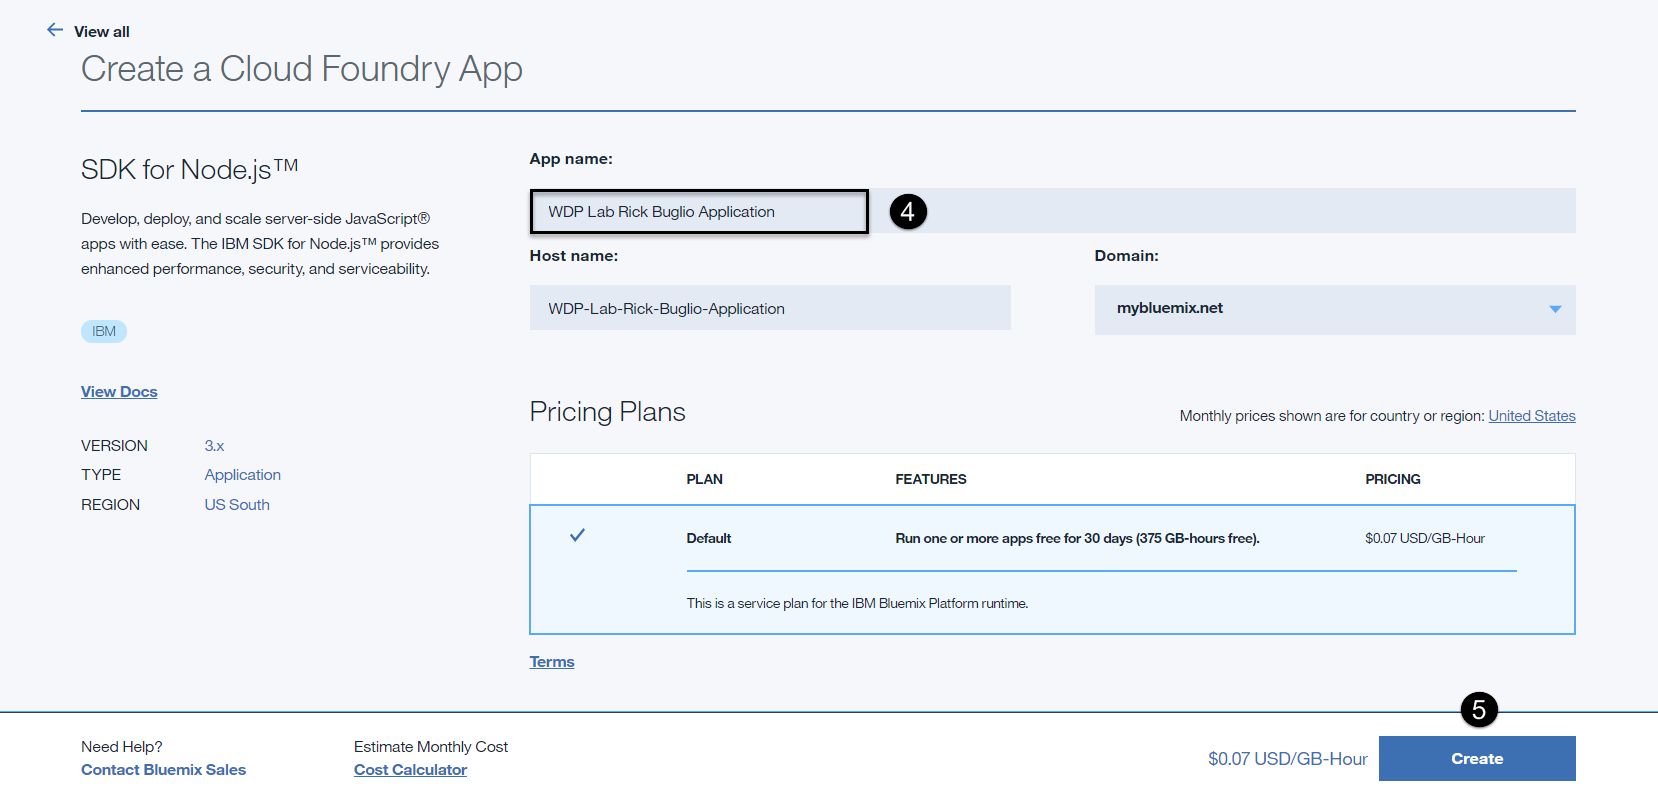 View all
Create a Cloud Foundry App
SDK for Node.js™
Develop, deploy, and scale server-side JavaScript®
apps with ease. The IBM SDK for Node.js™ provides
enhanced performance, security, and serviceability.
IBM
View Docs
VERSION 3.x
TYPE Application
REGION US South
App name:
WDP Lab Rick Buglio Application
4
Host name:
WDP-Lab-Rick-Buglio-Application
Domain:
mybluemix.net
Pricing Plans
Monthly prices shown are for country or region: United States
PLAN FEATURES PRICING
Default Run one or more apps free for 30 days (375 GB-hours free). $0.07 USD/GB-Hour
This is a service plan for the IBM Bluemix Platform runtime.
Terms
5
Need Help?
Contact Bluemix Sales
Estimate Monthly Cost
Cost Calculator
$0.07 USD/GB-Hour
Create